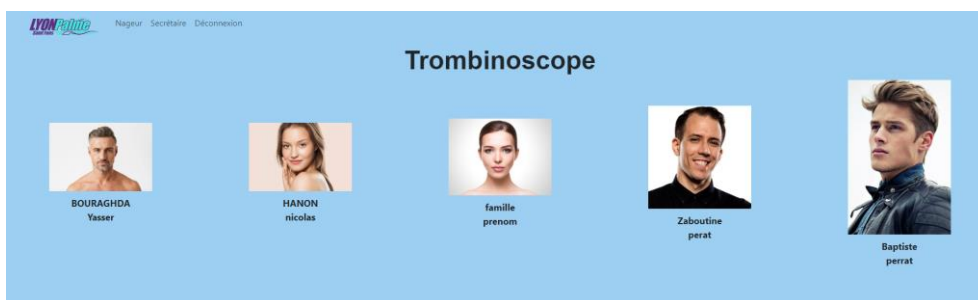 LYONPalme
Nageur Secrétaire Déconnexion
Trombinoscope
BOURAGHDA
Yasser
HANON
nicolas
famille
prenom
Zaboutine
perat
Baptiste
perrat